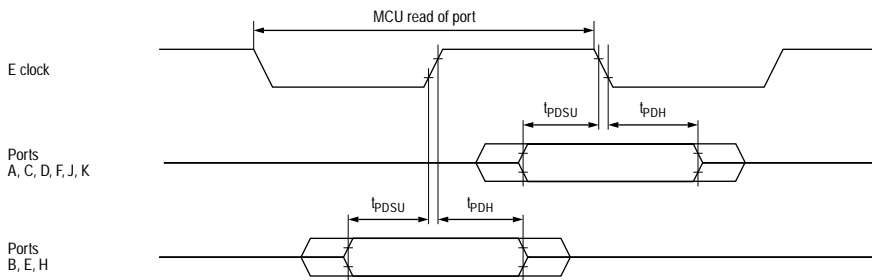 MCU read of port
E clock
tPDSU
tPDH
Ports
A, C, D, F, J, K
tPDSU
tPDH
Ports
B, E, H